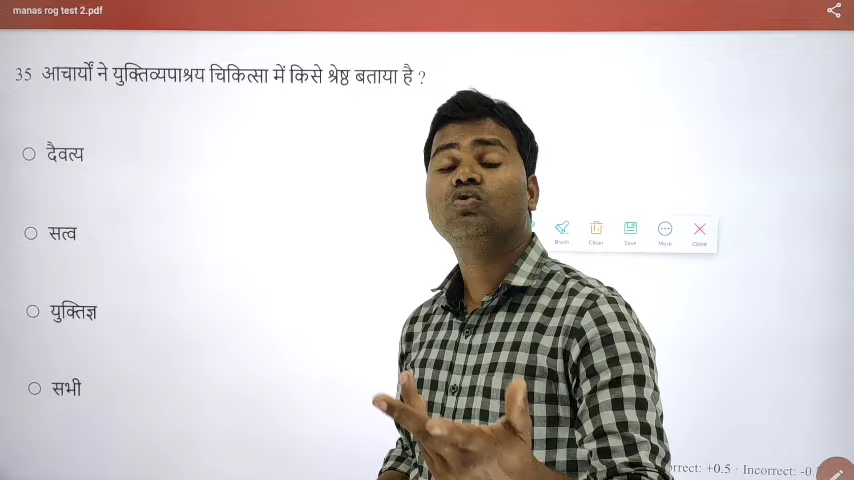 manas rog test 2.pdf
35 आचार्यों ने युक्तिव्यपाश्रय चिकित्सा में किसे श्रेष्ठ बताया है ?
दैवत्य
सत्व
युक्तिज्ञ
सभी
Brush Clean Save More Close
Correct: +0.5 · Incorrect: -0.